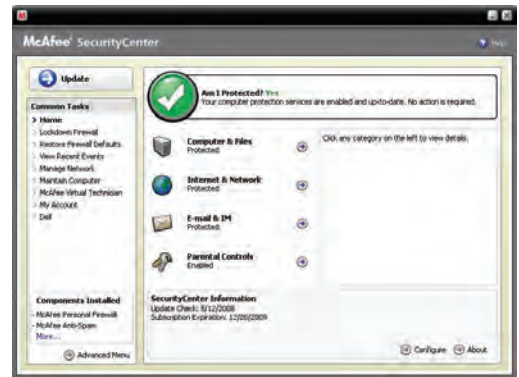 McAfee SecurityCenter
Help
Update
Common Tasks
Home
Lockdown Firewall
Restore Firewall Defaults
View Recent Events
Manage Network
Maintain Computer
McAfee Virtual Technician
My Account
Dell
Components Installed
McAfee Personal Firewall
McAfee Anti-Spam
More...
Advanced Menu
Am I Protected? Yes
Your computer protection services are enabled and up-to-date. No action is required.
Computer & Files
Protected
Internet & Network
Protected
E-mail & IM
Protected
Parental Controls
Enabled
Click any category on the left to view details.
SecurityCenter Information
Update Check: 8/12/2008
Subscription Expiration: 12/26/2009
Configure
About